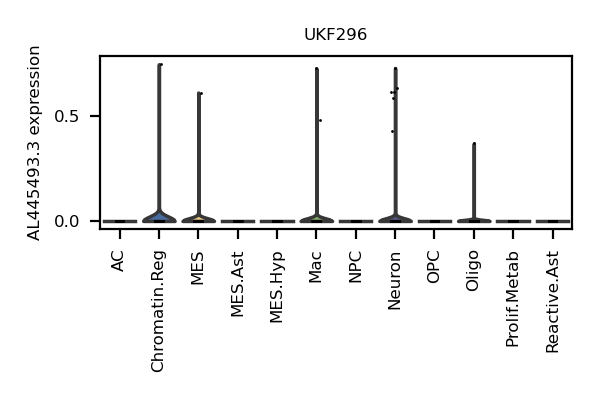 UKF296
AL445493.3 expression
0.5
0.0
AC
Chromatin.Reg
MES
MES.Ast
MES.Hyp
Mac
NPC
Neuron
OPC
Oligo
Prolif.Metab
Reactive.Ast